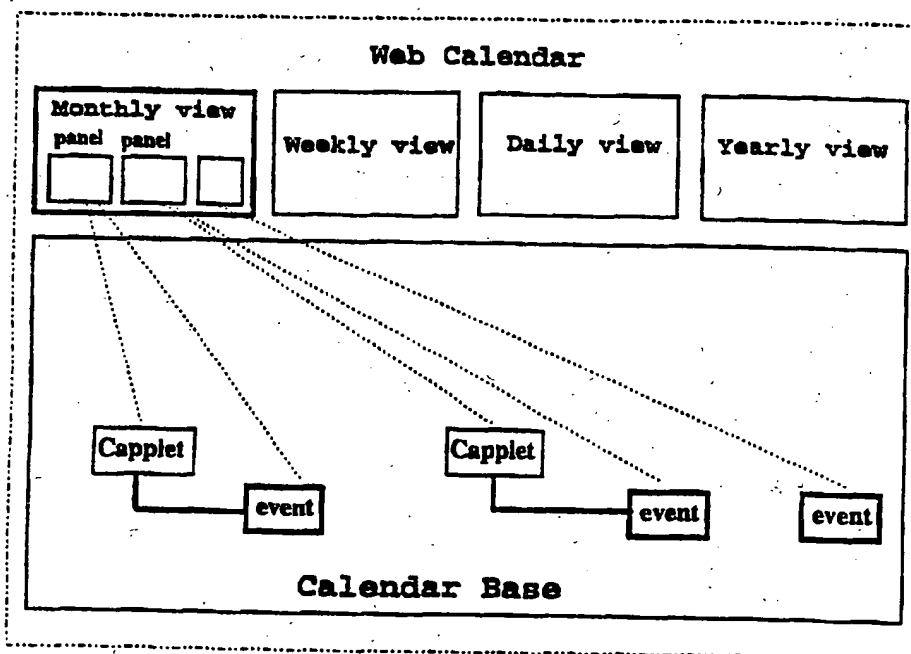 Web Calendar
Monthly view
panel panel
Weekly view
Daily view
Yearly view
Capplet
Capplet
event
event
event
Calendar Base